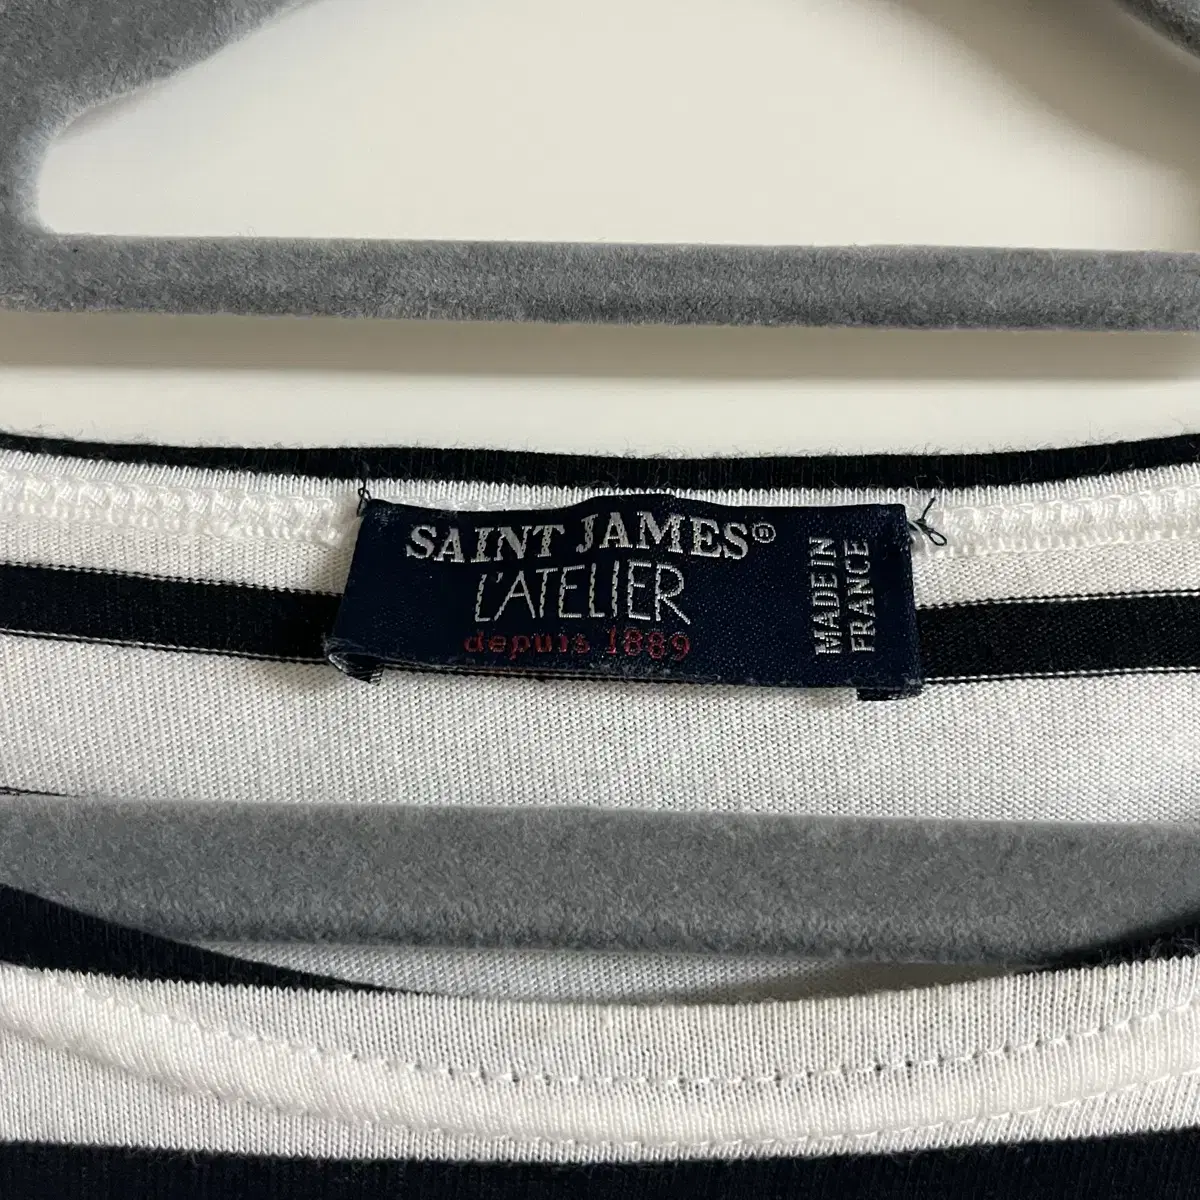 SAINT JAMES®
L'ATELIER
depuis 1889
MADE IN
FRANCE